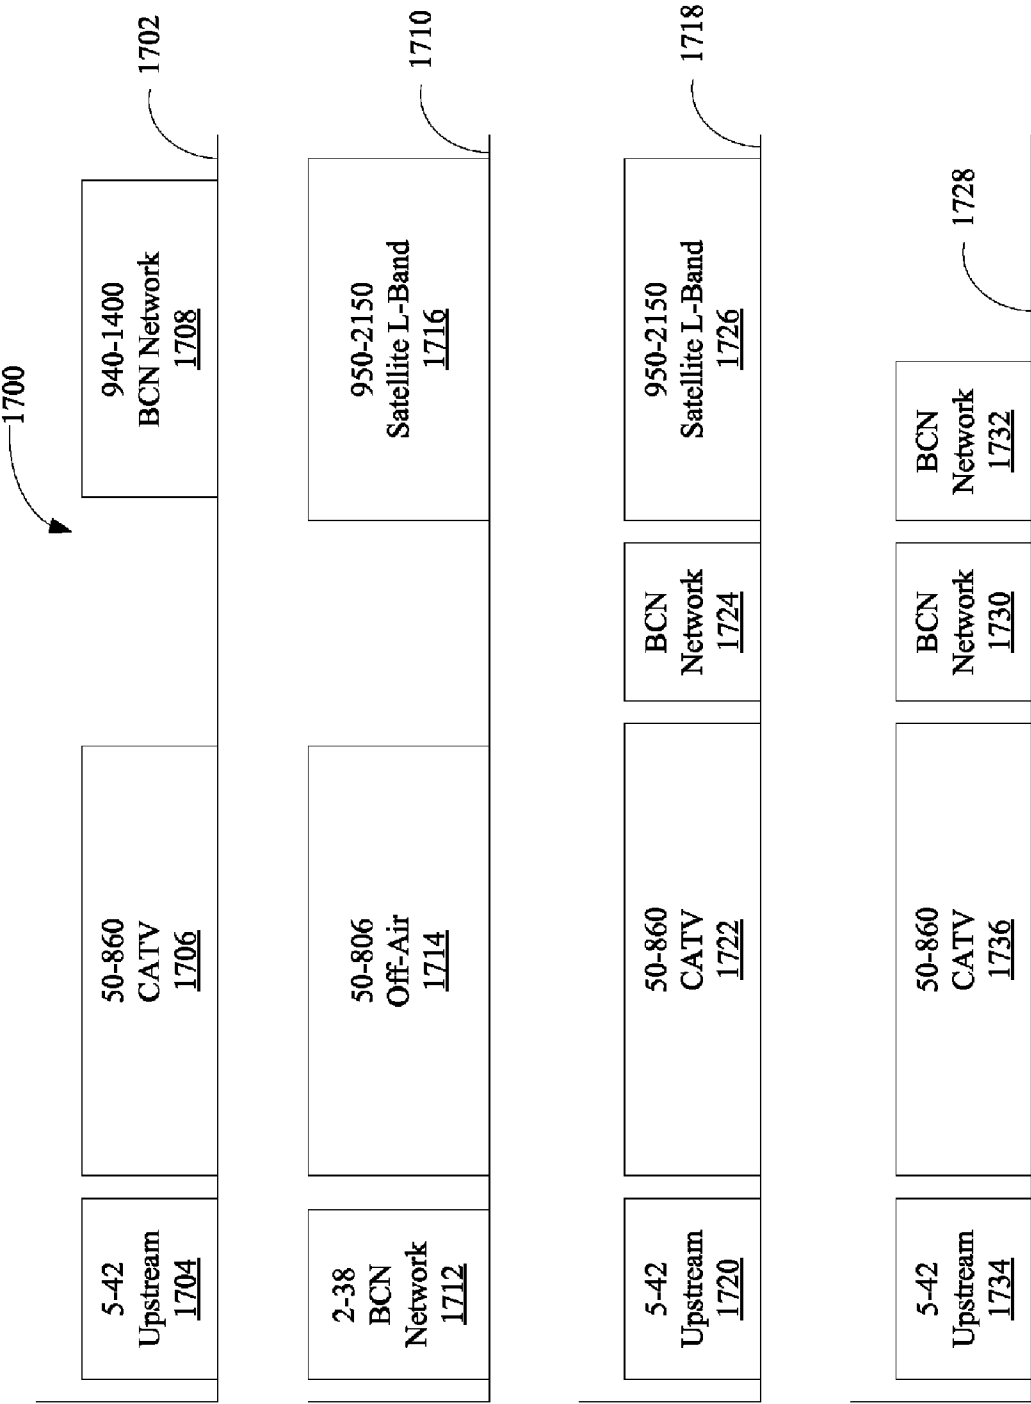 1700
5-42
Upstream
1704
50-860
CATV
1706
940-1400
BCN Network
1708
1702
2-38
BCN
Network
1712
50-806
Off-Air
1714
950-2150
Satellite L-Band
1716
1710
5-42
Upstream
1720
50-860
CATV
1722
BCN
Network
1724
950-2150
Satellite L-Band
1726
1718
5-42
Upstream
1734
50-860
CATV
1736
BCN
Network
1730
BCN
Network
1732
1728